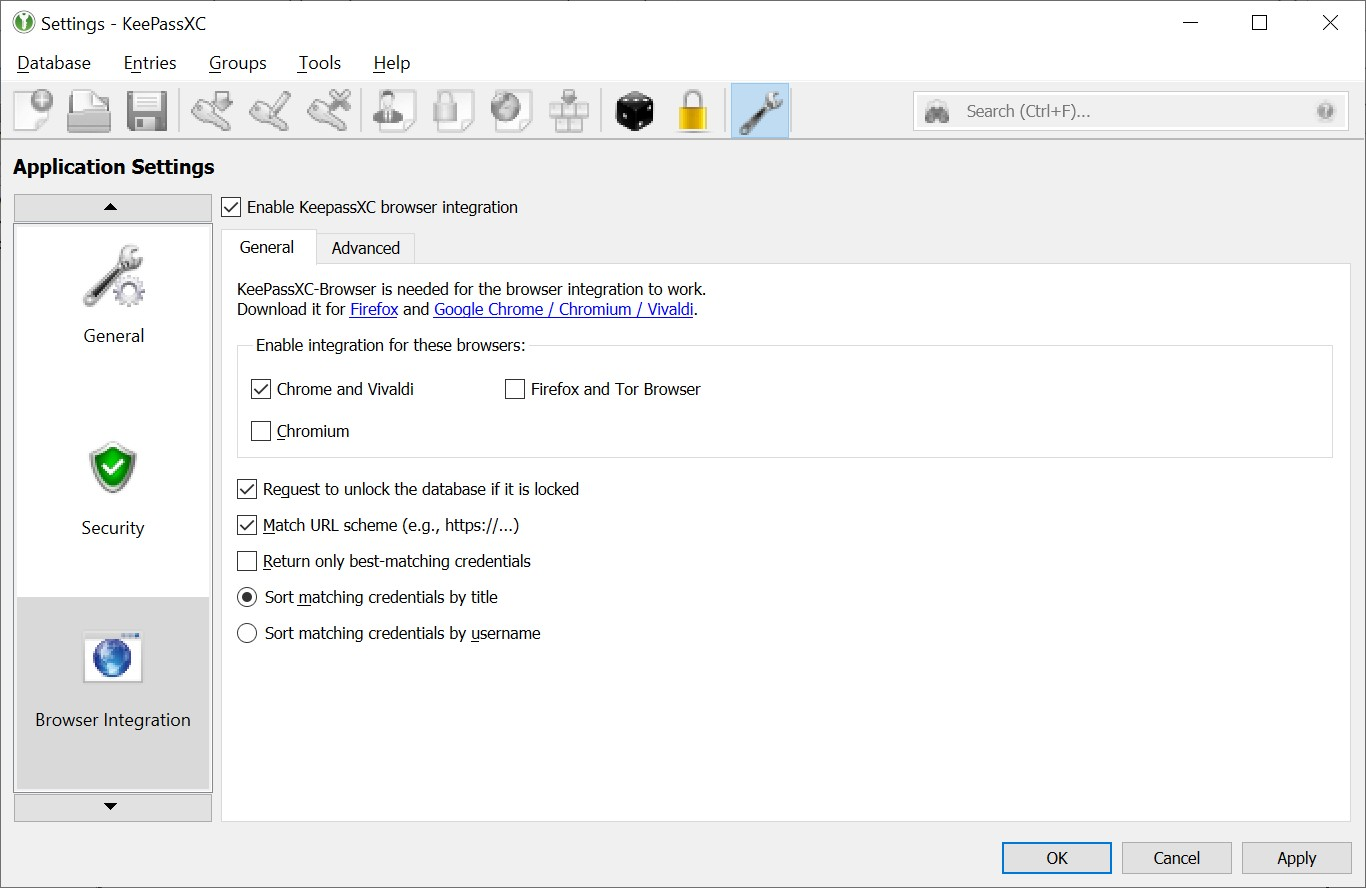 Settings - KeePassXC
Database Entries Groups Tools Help
Search (Ctrl+F)...
Application Settings
Enable KeepassXC browser integration
General Advanced
KeePassXC-Browser is needed for the browser integration to work.
Download it for Firefox and Google Chrome / Chromium / Vivaldi.
Enable integration for these browsers:
Chrome and Vivaldi Firefox and Tor Browser
Chromium
Request to unlock the database if it is locked
Match URL scheme (e.g., https://...)
Return only best-matching credentials
Sort matching credentials by title
Sort matching credentials by username
General
Security
Browser Integration
OK Cancel Apply